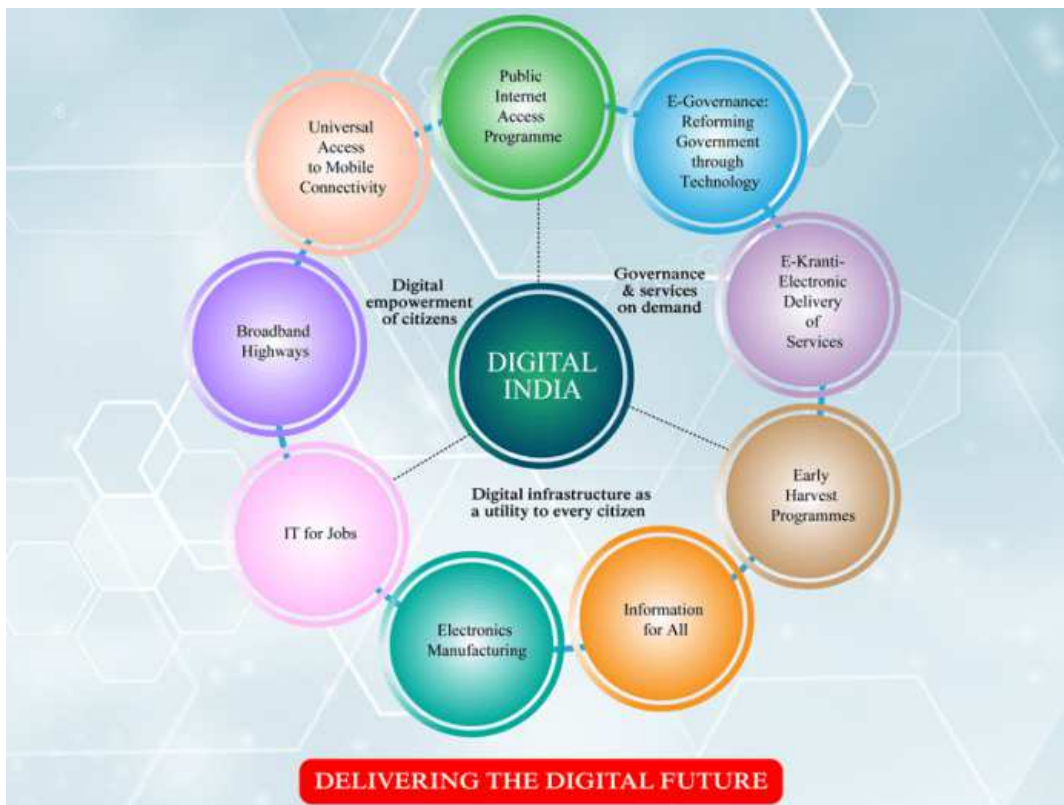 Public
Internet
Access
Programme
E-Governance:
Reforming
Government
through
Technology
Universal
Access
to Mobile
Connectivity
E-Kranti-
Electronic
Delivery
of
Services
Digital
empowerment
of citizens
Governance
& services
on demand
Broadband
Highways
DIGITAL
INDIA
Early
Harvest
Programmes
Digital infrastructure as
a utility to every citizen
IT for Jobs
Information
for All
Electronics
Manufacturing
DELIVERING THE DIGITAL FUTURE